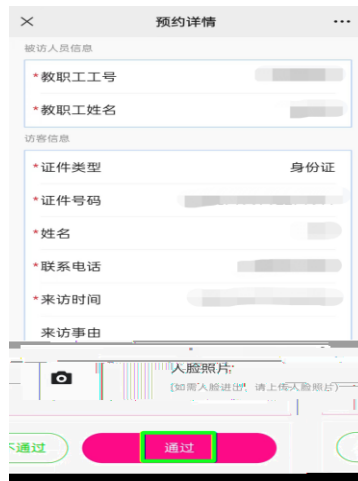 预约详情
被访人员信息
*教职工工号
*教职工姓名
访客信息
*证件类型 身份证
*证件号码
*姓名
*联系电话
*来访时间
来访事由
人脸照片:
[如需人脸进出，请上传人脸照片)
不通过 通过